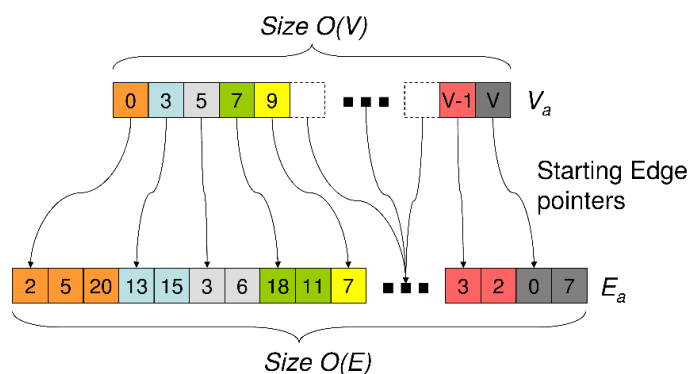 Size O(V)
0 3 5 7 9 V-1 V Va
Starting Edge
pointers
2 5 20 13 15 3 6 18 11 7 3 2 0 7 Ea
Size O(E)